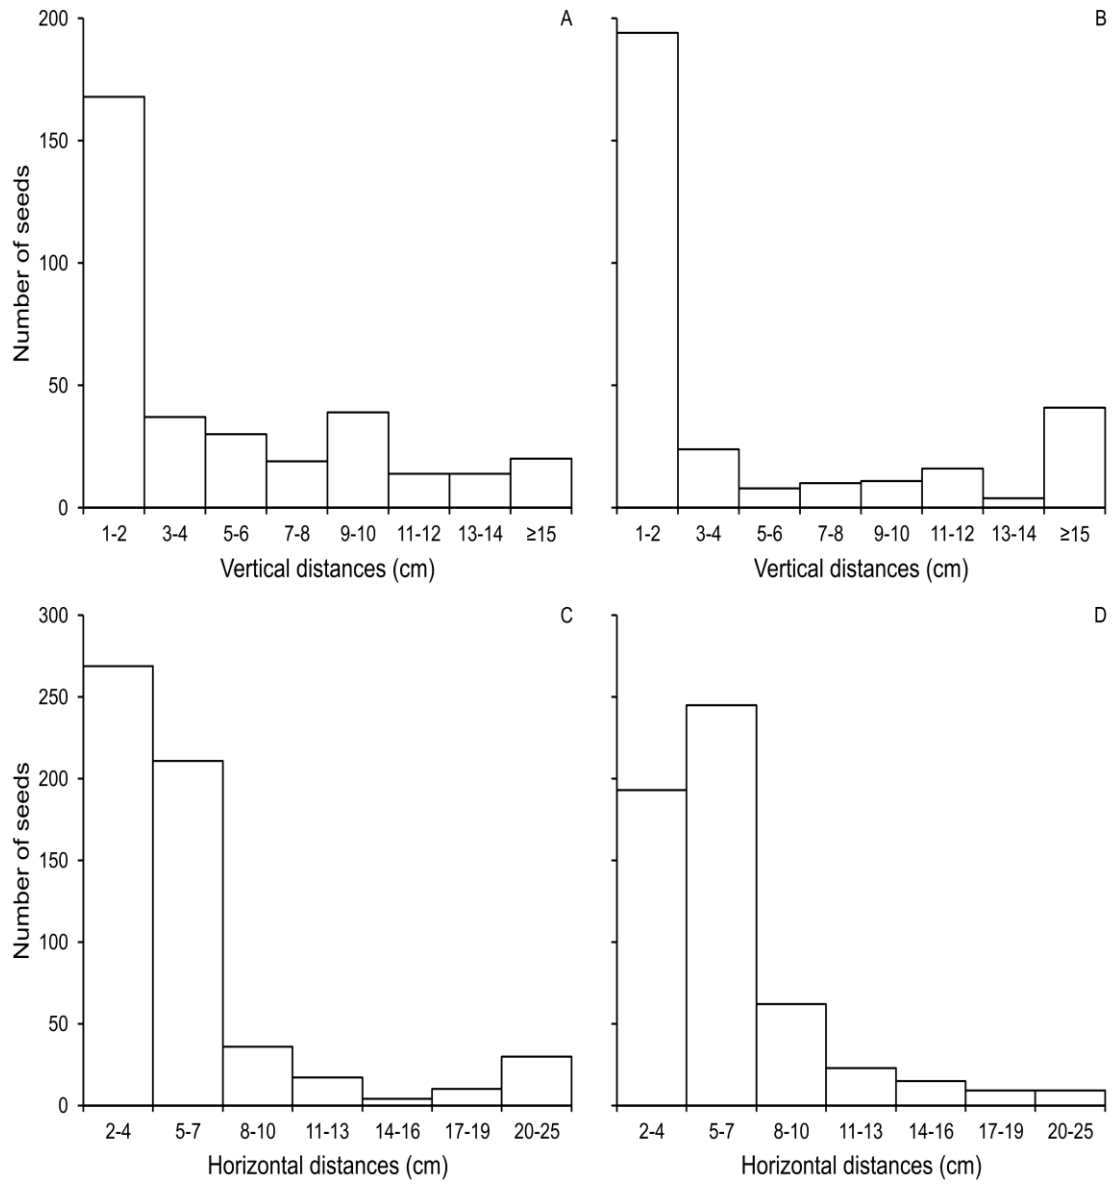 A
200
150
100
50
0
Number of seeds
1-2 3-4 5-6 7-8 9-10 11-12 13-14 ≥15
Vertical distances (cm)
B
1-2 3-4 5-6 7-8 9-10 11-12 13-14 ≥15
Vertical distances (cm)
C
300
250
200
150
100
50
0
Number of seeds
2-4 5-7 8-10 11-13 14-16 17-19 20-25
Horizontal distances (cm)
D
2-4 5-7 8-10 11-13 14-16 17-19 20-25
Horizontal distances (cm)